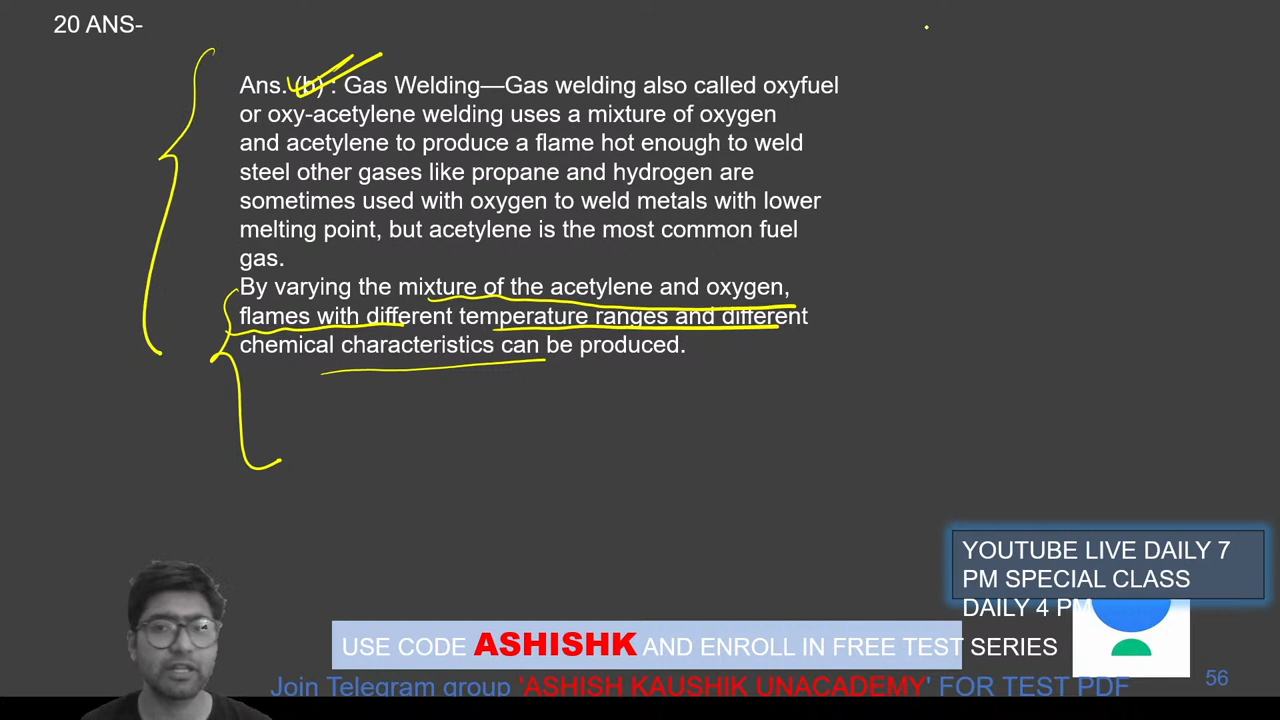 20 ANS-
Ans. (b) : Gas Welding—Gas welding also called oxyfuel
or oxy-acetylene welding uses a mixture of oxygen
and acetylene to produce a flame hot enough to weld
steel other gases like propane and hydrogen are
sometimes used with oxygen to weld metals with lower
melting point, but acetylene is the most common fuel
gas.
By varying the mixture of the acetylene and oxygen,
flames with different temperature ranges and different
chemical characteristics can be produced.
YOUTUBE LIVE DAILY 7
PM SPECIAL CLASS
DAILY 4 PM
USE CODE ASHISHK AND ENROLL IN FREE TEST SERIES
Join Telegram group 'ASHISH KAUSHIK UNACADEMY' FOR TEST PDF
56